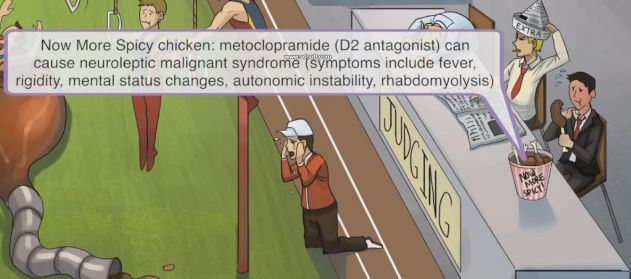 EXTRA
Now More Spicy chicken: metoclopramide (D2 antagonist) can
cause neuroleptic malignant syndrome (symptoms include fever,
rigidity, mental status changes, autonomic instability, rhabdomyolysis)
JUDGING
NOW
MORE
SPICY!